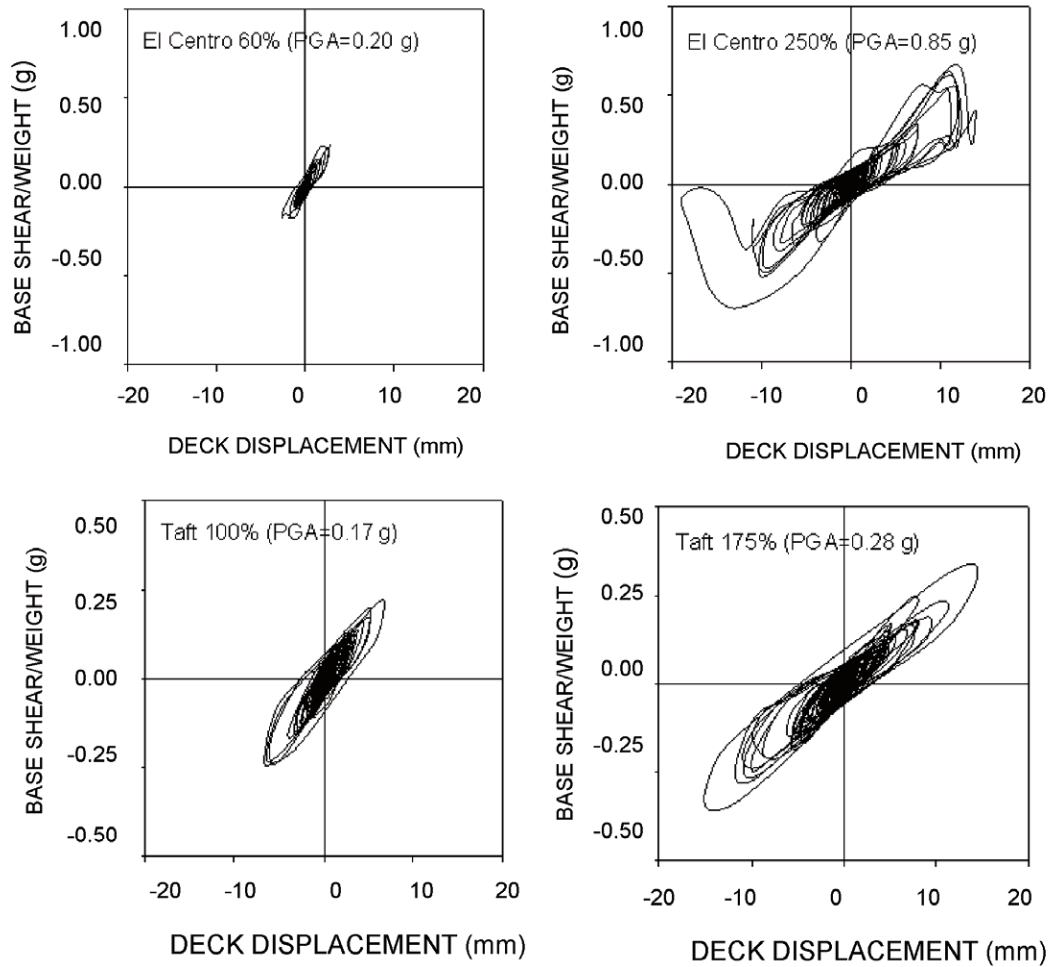 El Centro 60% (PGA=0.20 g)
BASE SHEAR/WEIGHT (g)
1.00
0.50
0.00
-0.50
-1.00
-20 -10 0 10 20
DECK DISPLACEMENT (mm)
El Centro 250% (PGA=0.85 g)
BASE SHEAR/WEIGHT (g)
1.00
0.50
0.00
-0.50
-1.00
-20 -10 0 10 20
DECK DISPLACEMENT (mm)
Taft 100% (PGA=0.17 g)
BASE SHEAR/WEIGHT (g)
0.50
0.25
0.00
-0.25
-0.50
-20 -10 0 10 20
DECK DISPLACEMENT (mm)
Taft 175% (PGA=0.28 g)
BASE SHEAR/WEIGHT (g)
0.50
0.25
0.00
-0.25
-0.50
-20 -10 0 10 20
DECK DISPLACEMENT (mm)